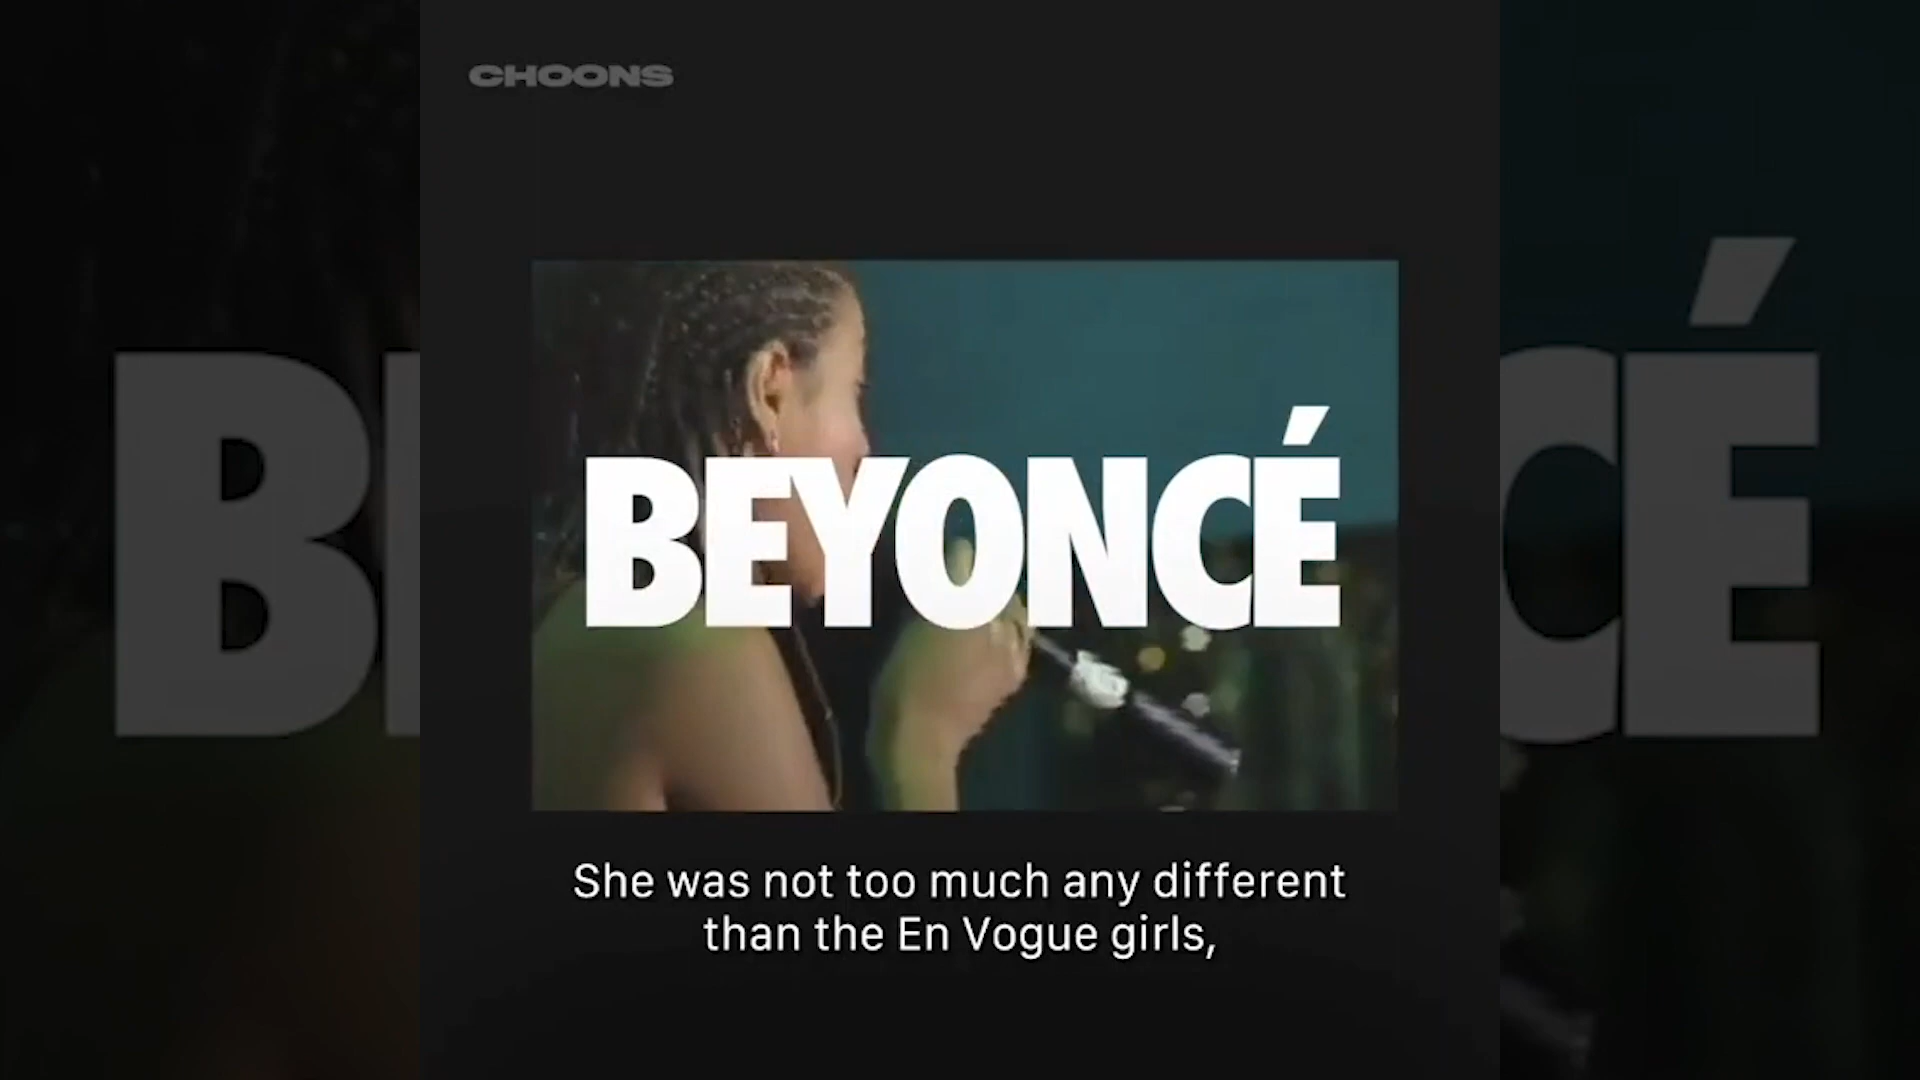 CHOONS
BEYONCÉ
She was not too much any different
than the En Vogue girls,